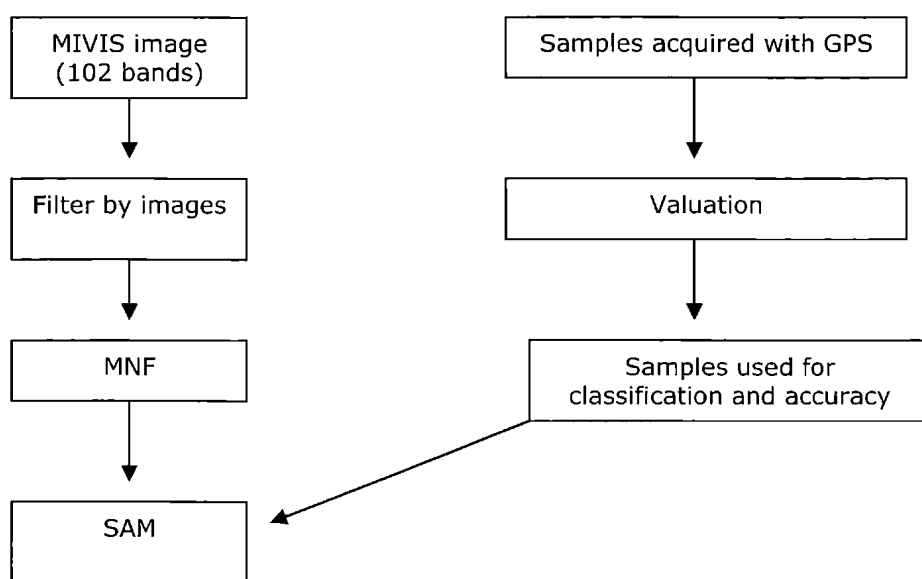 MIVIS image
(102 bands)
Filter by images
MNF
SAM
Samples acquired with GPS
Valuation
Samples used for
classification and accuracy